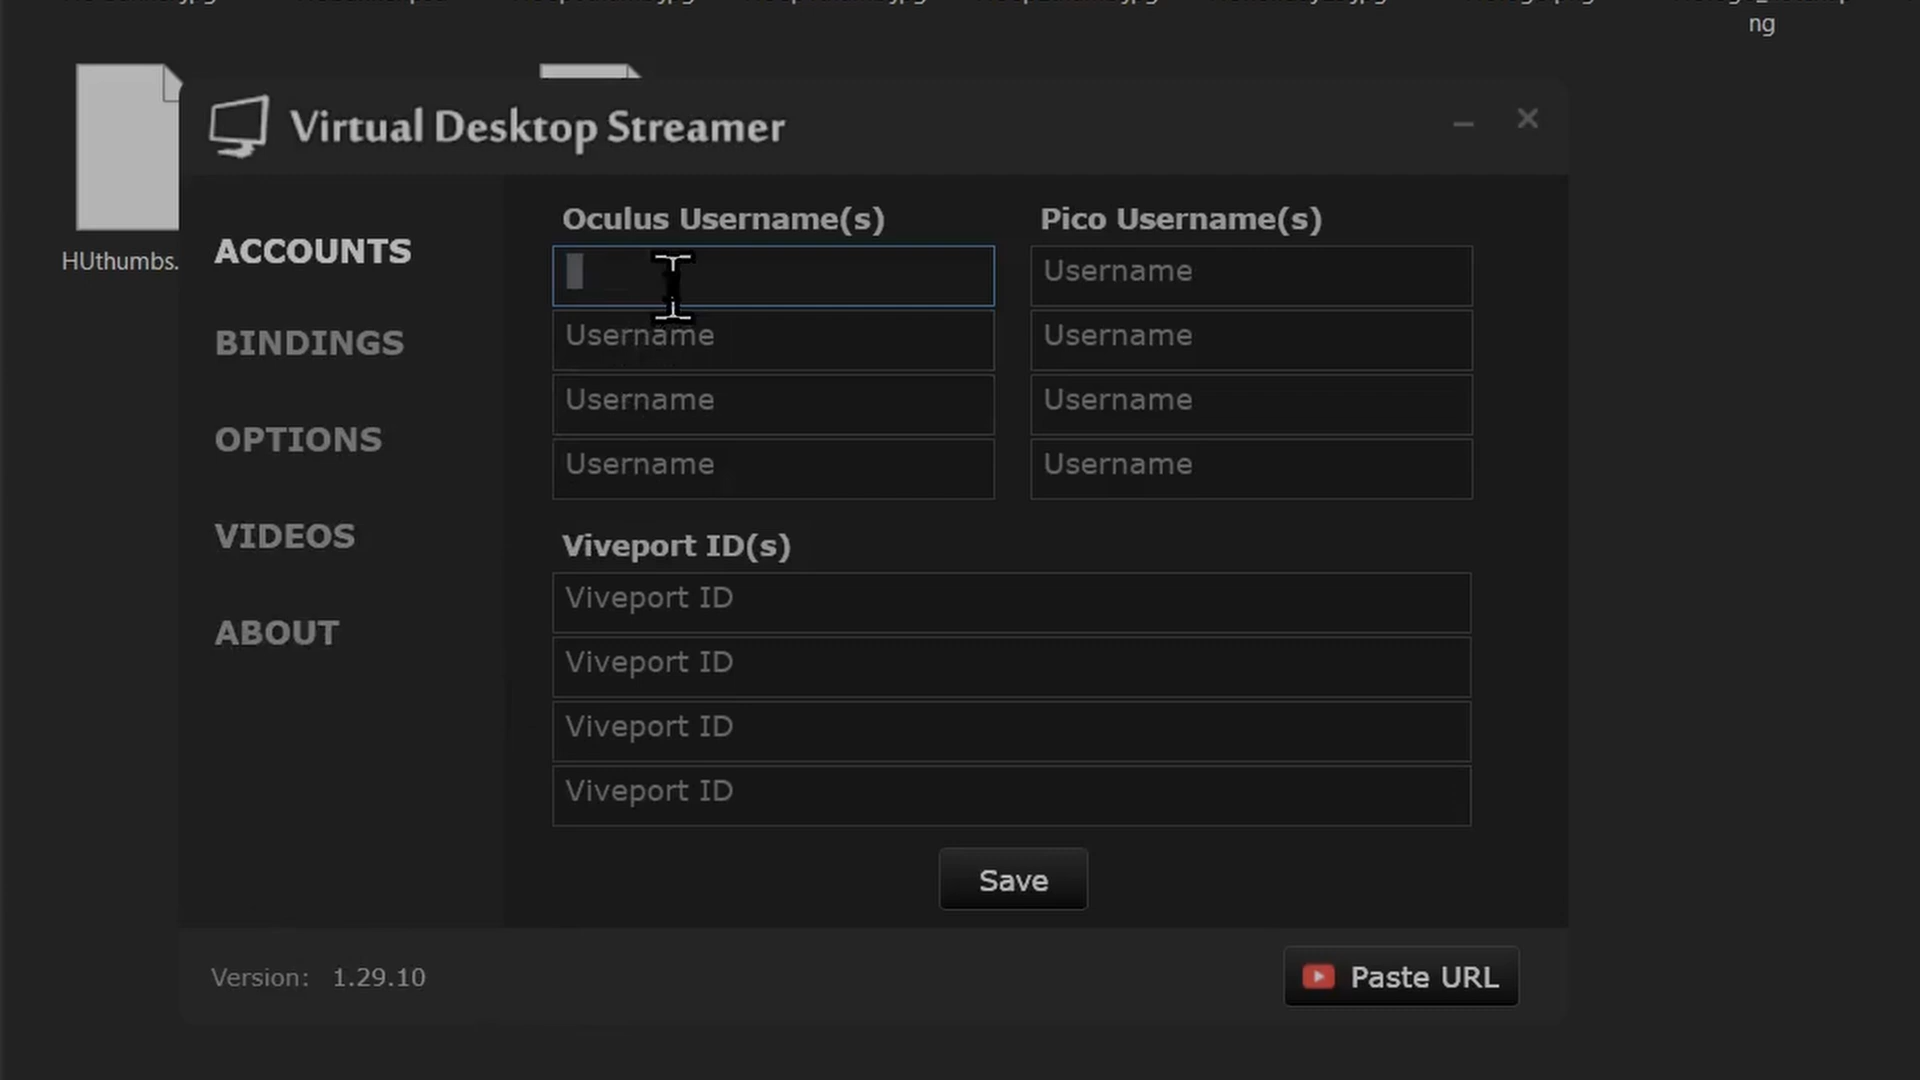 ng
HUthumbs.
Virtual Desktop Streamer
ACCOUNTS
BINDINGS
OPTIONS
VIDEOS
ABOUT
Oculus Username(s)
Username
Username
Username
Pico Username(s)
Username
Username
Username
Username
Viveport ID(s)
Viveport ID
Viveport ID
Viveport ID
Viveport ID
Save
Version: 1.29.10
Paste URL